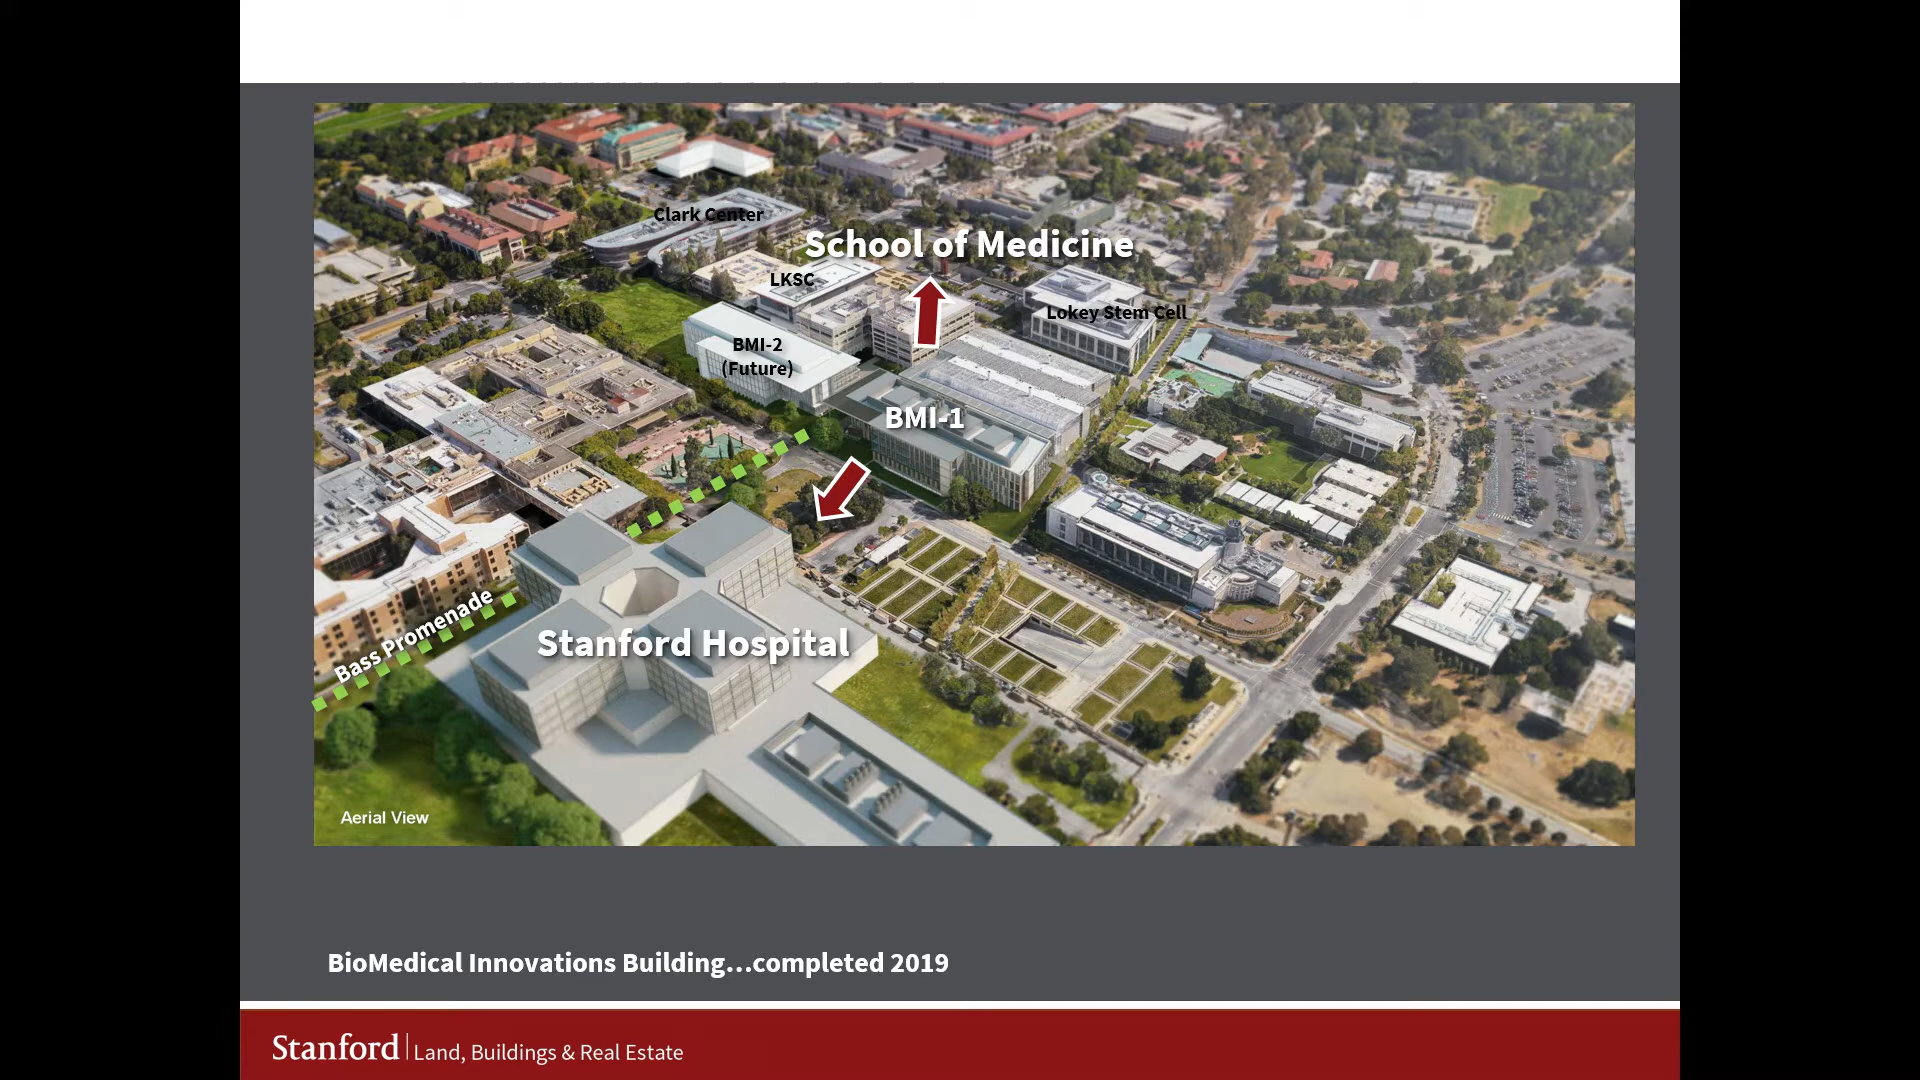 Clark Center
School of Medicine
LKSC
Lokey Stem Cell
BMI-2
(Future)
BMI-1
Bass Promenade
Stanford Hospital
Aerial View
BioMedical Innovations Building...completed 2019
Stanford | Land, Buildings & Real Estate